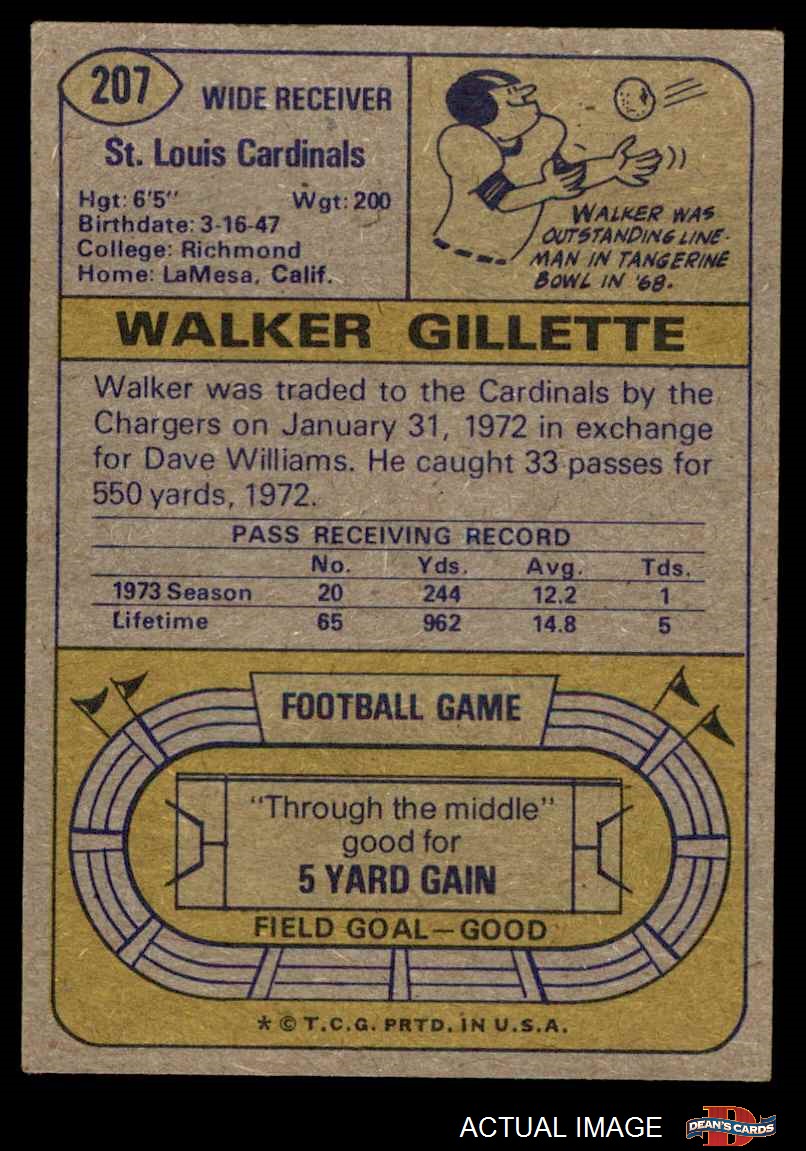 207
WIDE RECEIVER
St. Louis Cardinals
Hgt: 6'5" Wgt: 200
Birthdate: 3-16-47
College: Richmond
Home: LaMesa, Calif.
WALKER WAS
OUTSTANDING LINE-
MAN IN TANGERINE
BOWL IN '68.
WALKER GILLETTE
Walker was traded to the Cardinals by the
Chargers on January 31, 1972 in exchange
for Dave Williams. He caught 33 passes for
550 yards, 1972.
PASS RECEIVING RECORD
No. Yds. Avg. Tds.
1973 Season 20 244 12.2 1
Lifetime 65 962 14.8 5
FOOTBALL GAME
"Through the middle"
good for
5 YARD GAIN
FIELD GOAL—GOOD
* © T.C.G. PRTD. IN U.S.A.
ACTUAL IMAGE
D
DEAN'S CARDS